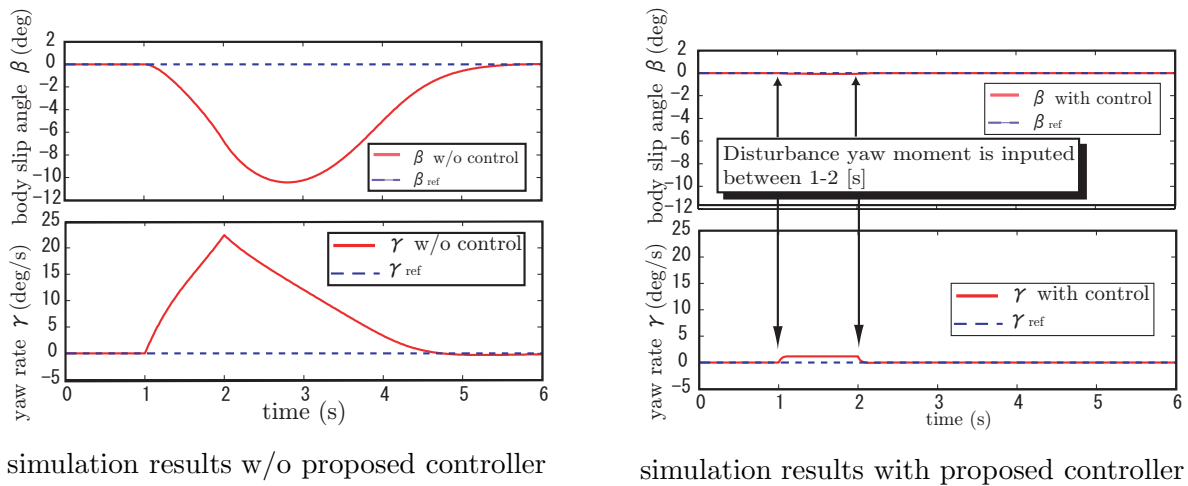 body slip angle β (deg)
2
0
-2
-4
-6
-8
-10
-12
β w/o control
β ref
yaw rate γ (deg/s)
25
20
15
10
5
0
-5
γ w/o control
γ ref
0 1 2 3 4 5 6
time (s)
simulation results w/o proposed controller
body slip angle β (deg)
2
0
-2
-4
-6
-8
-10
-12
β with control
β ref
Disturbance yaw moment is inputed
between 1-2 [s]
yaw rate γ (deg/s)
25
20
15
10
5
0
-5
γ with control
γ ref
0 1 2 3 4 5 6
time (s)
simulation results with proposed controller